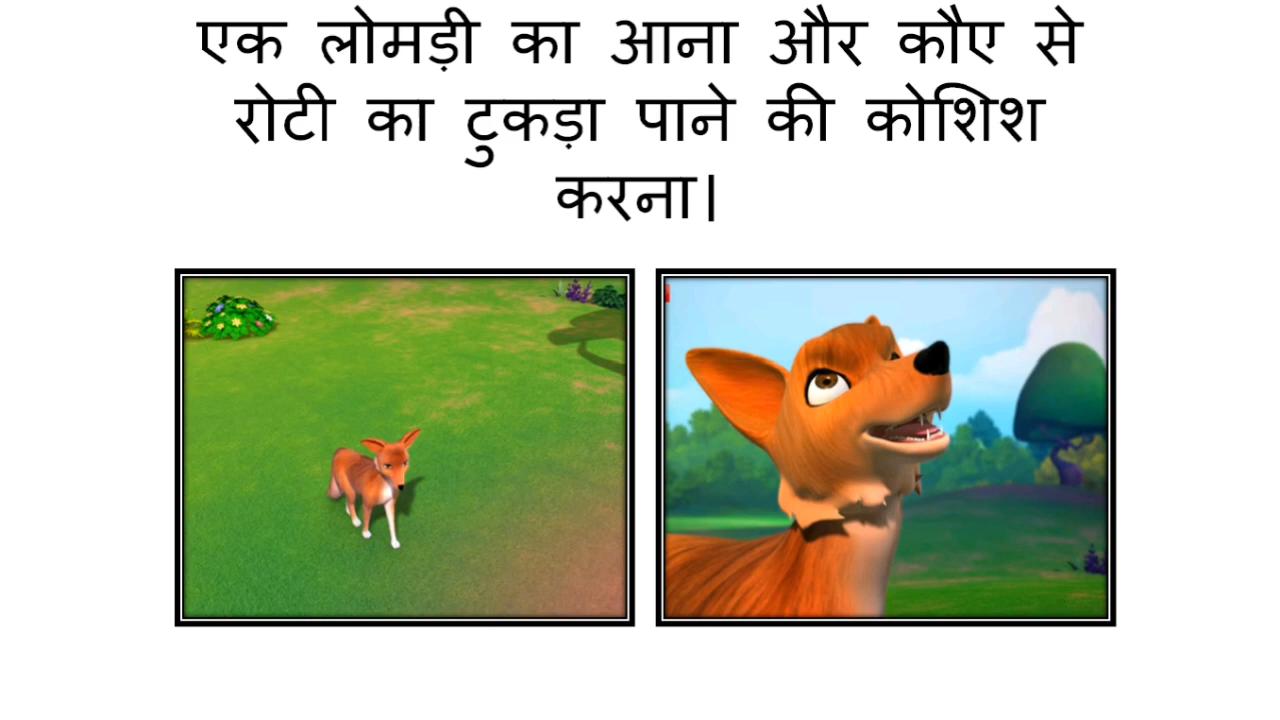 एक लोमड़ी का आना और कौए से
रोटी का टुकड़ा पाने की कोशिश
करना।